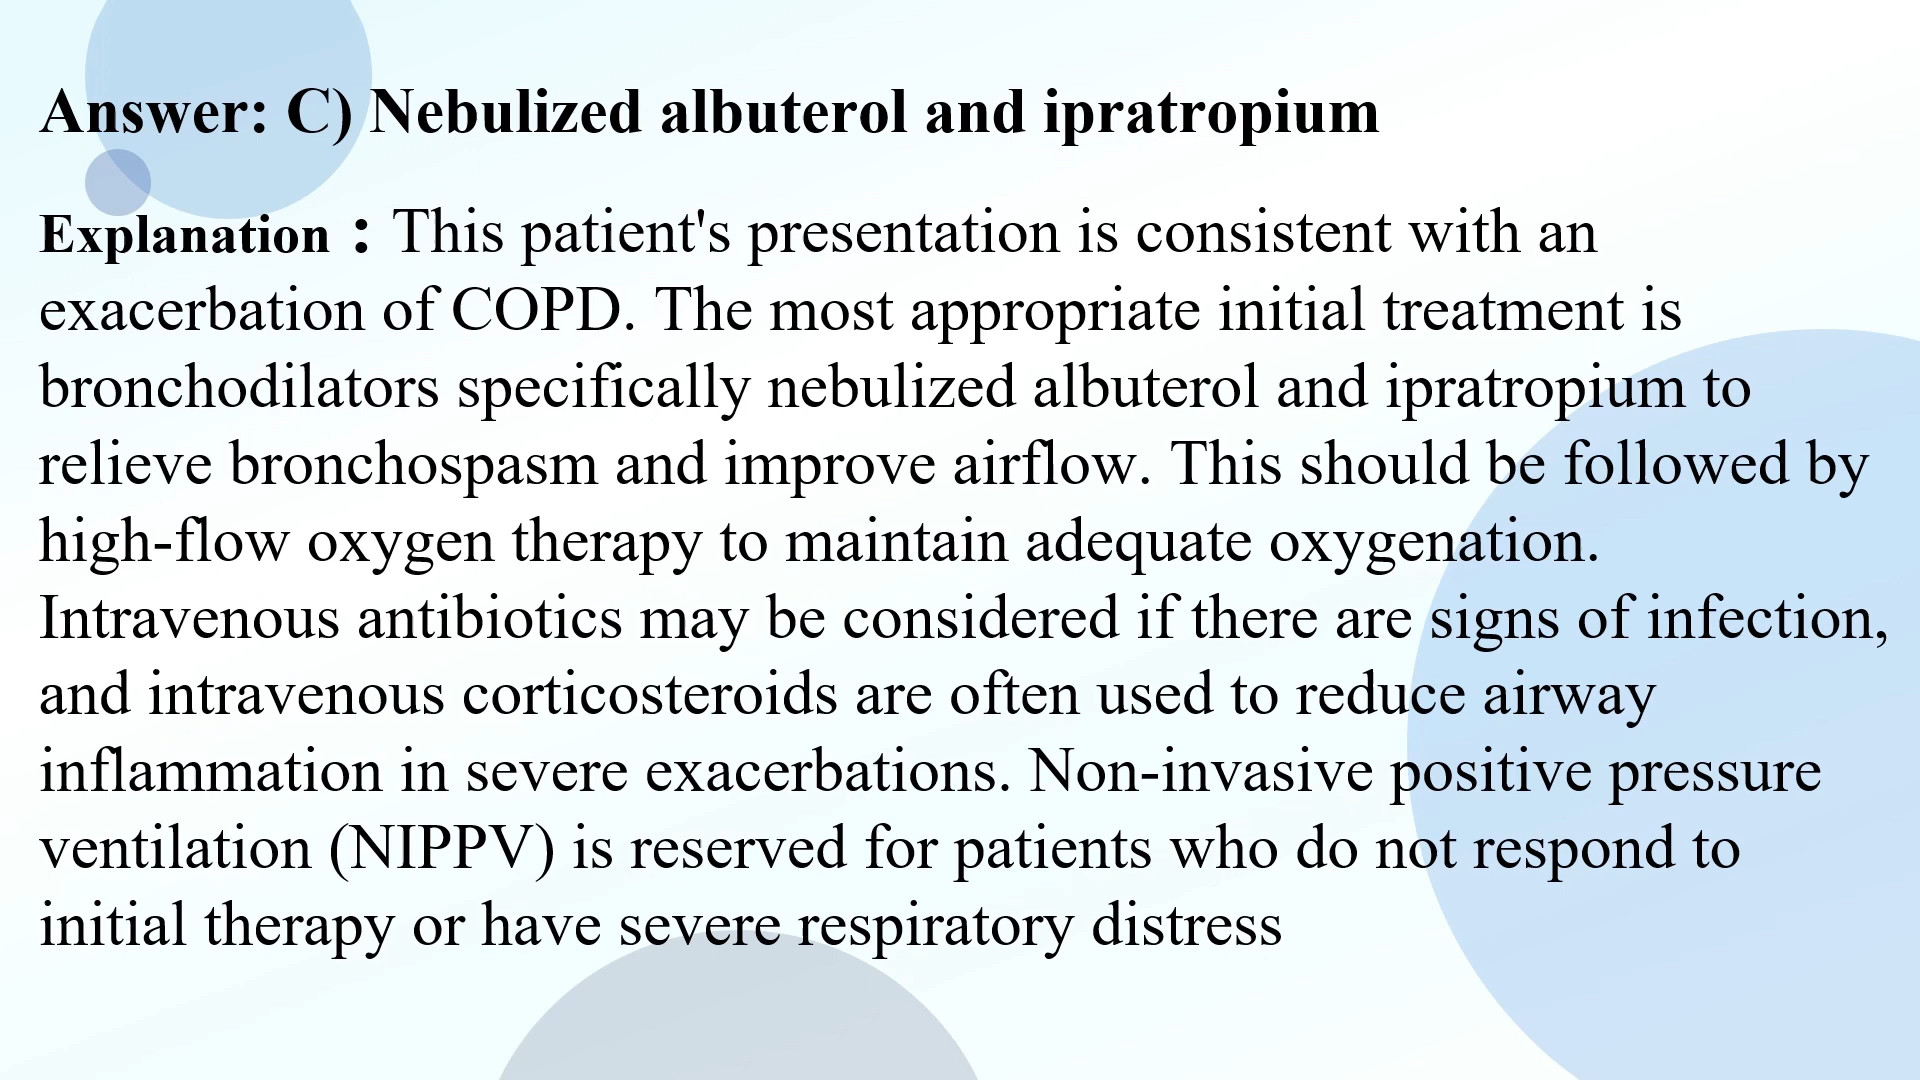 Answer: C) Nebulized albuterol and ipratropium
Explanation：This patient's presentation is consistent with an
exacerbation of COPD. The most appropriate initial treatment is
bronchodilators specifically nebulized albuterol and ipratropium to
relieve bronchospasm and improve airflow. This should be followed by
high-flow oxygen therapy to maintain adequate oxygenation.
Intravenous antibiotics may be considered if there are signs of infection,
and intravenous corticosteroids are often used to reduce airway
inflammation in severe exacerbations. Non-invasive positive pressure
ventilation (NIPPV) is reserved for patients who do not respond to
initial therapy or have severe respiratory distress